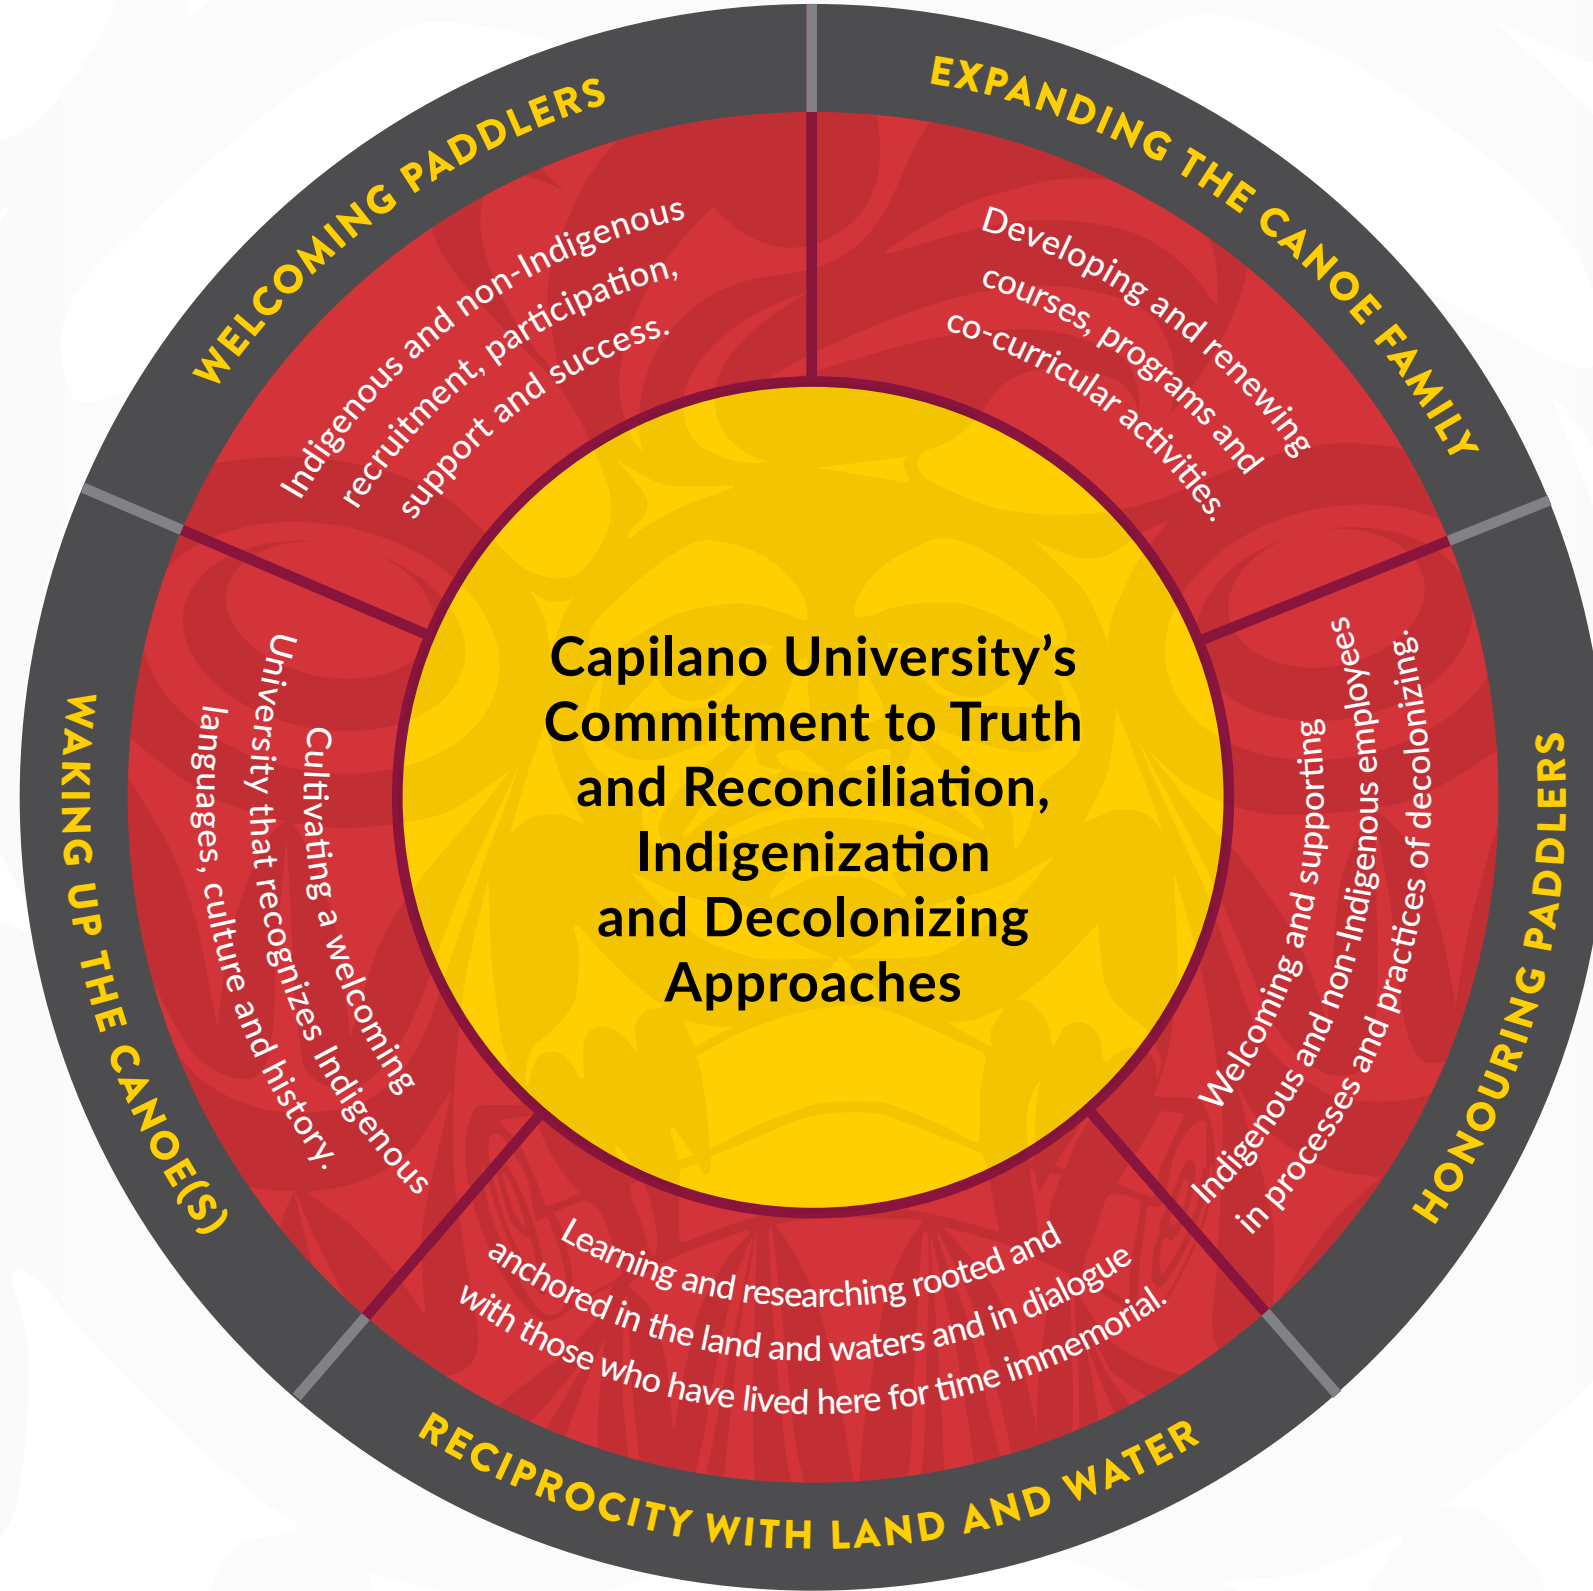 Capilano University’s
Commitment to Truth
and Reconciliation,
Indigenization
and Decolonizing
Approaches
WELCOMING PADDLERS
Indigenous and non-Indigenous
recruitment, participation,
support and success.
EXPANDING THE CANOE FAMILY
Developing and renewing
courses, programs and
co-curricular activities.
HONOURING PADDLERS
Welcoming and supporting
Indigenous and non-Indigenous employees
in processes and practices of decolonizing.
RECIPROCITY WITH LAND AND WATER
Learning and researching rooted and
anchored in the land and waters and in dialogue
with those who have lived here for time immemorial.
WAKING UP THE CANOE(S)
Cultivating a welcoming
University that recognizes Indigenous
languages, culture and history.